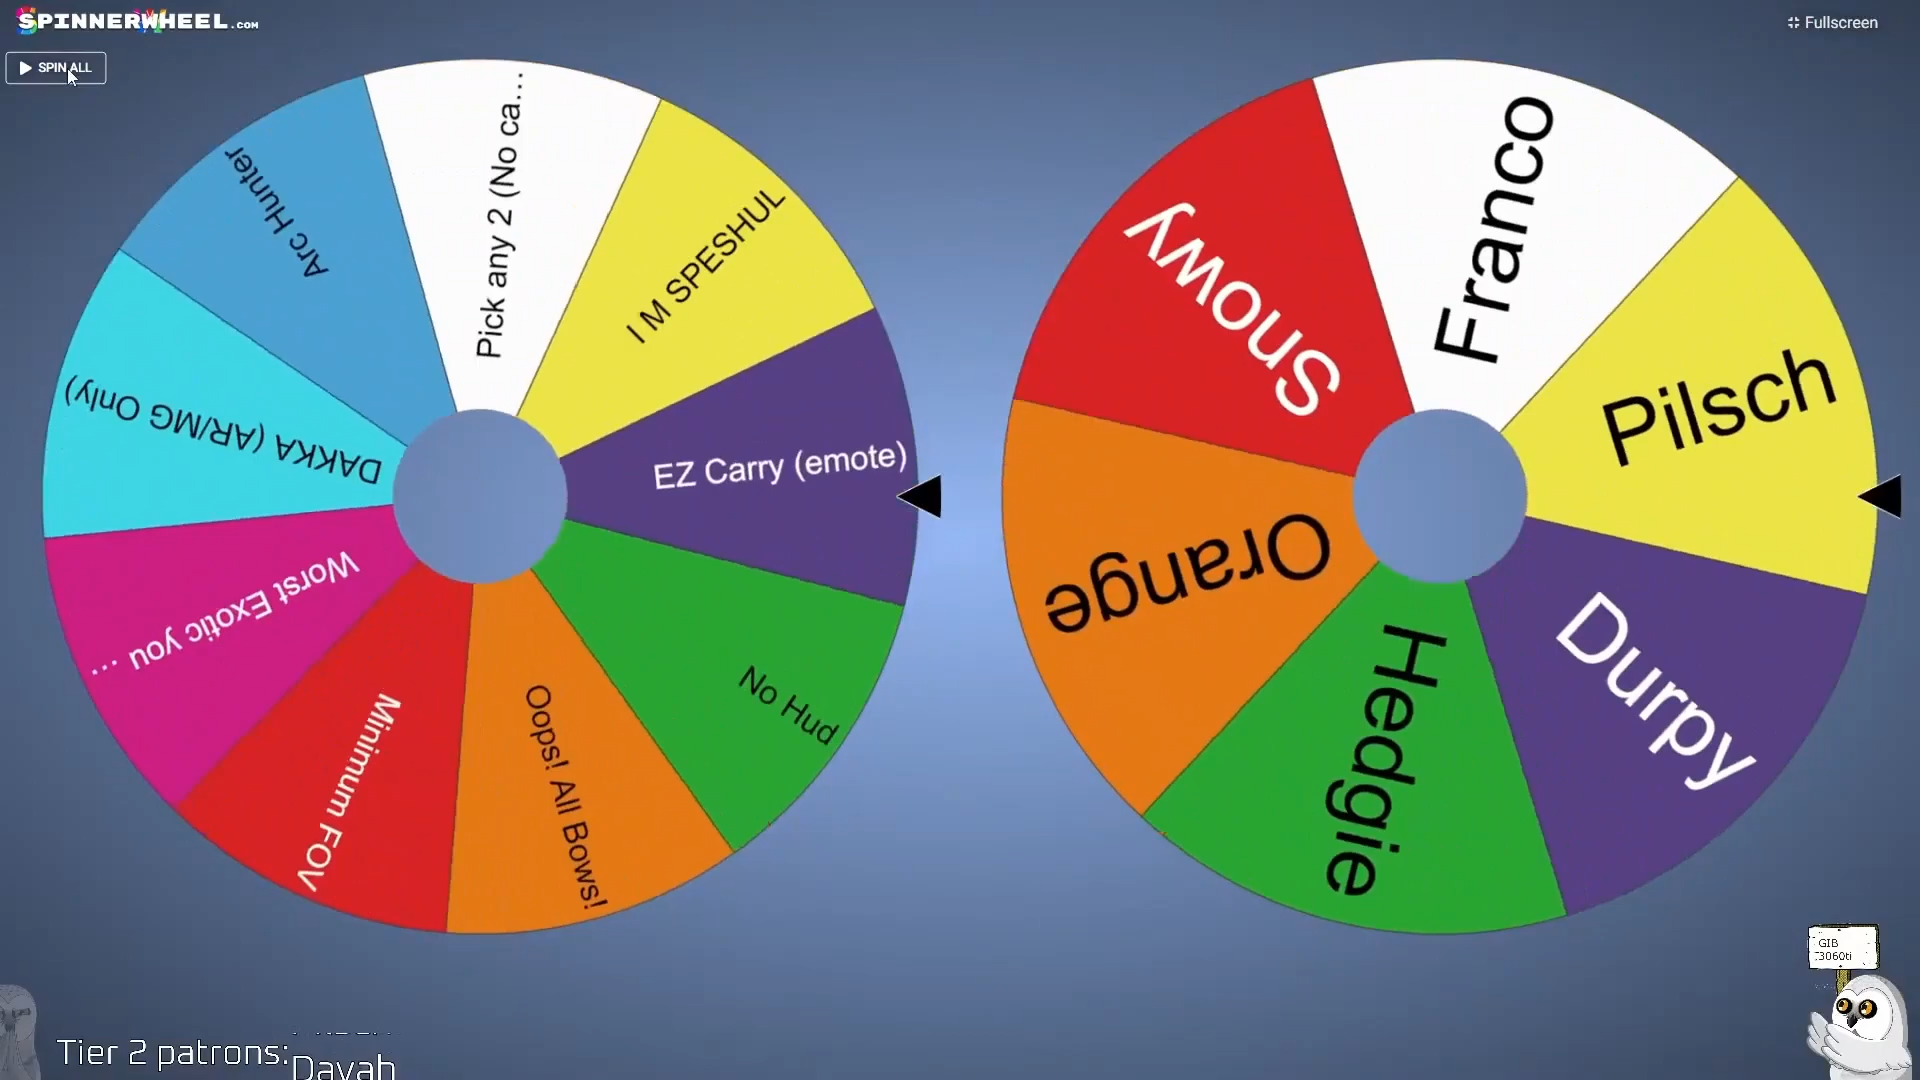 SPINNERWHEEL.COM
Fullscreen
SPIN ALL
Pick any 2 (No ca...
I M SPESHUL
EZ Carry (emote)
No Hud
Oops! All Bows!
Minimum FOV
Worst Exotic you ...
DAKKA (AR/MG Only)
Arc Hunter
Franco
Pilsch
Durpy
Hedgie
Orange
Snowy
GIB
3060ti
Tier 2 patrons:
Davah